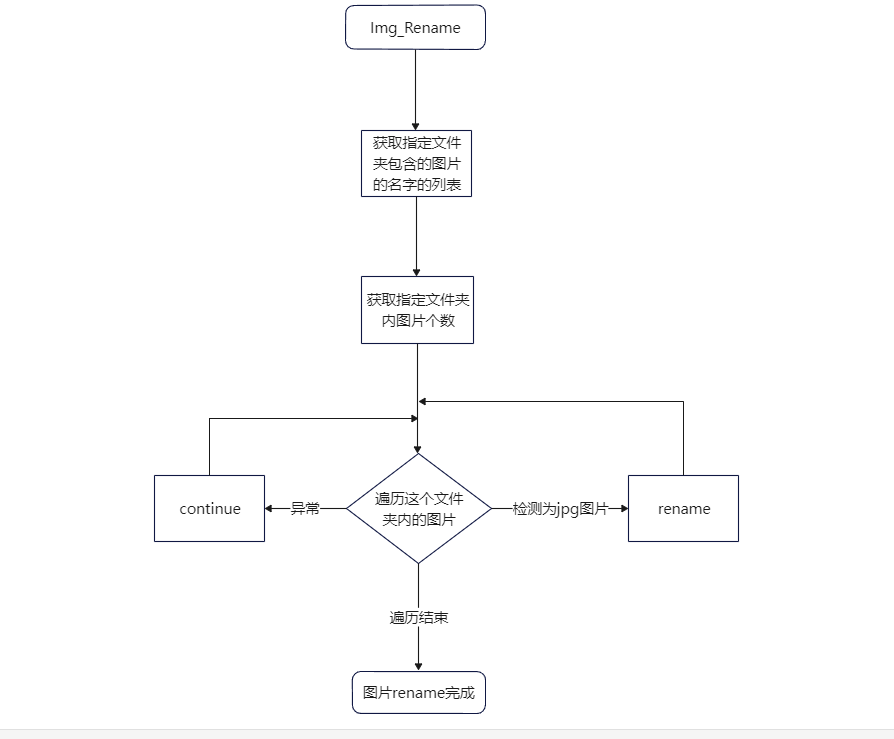 Img_Rename
获取指定文件
夹包含的图片
的名字的列表
获取指定文件夹
内图片个数
continue
异常
遍历这个文件
夹内的图片
检测为jpg图片
rename
遍历结束
图片rename完成